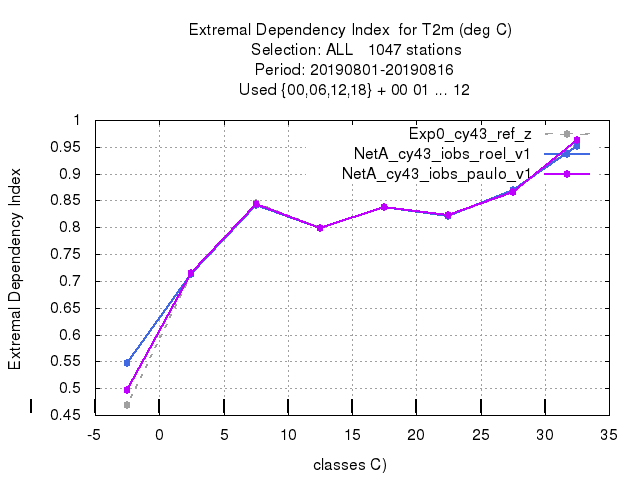 Extremal Dependency Index  for T2m (deg C)
Selection: ALL   1047 stations
Period: 20190801-20190816
Used {00,06,12,18} + 00 01 ... 12
Exp0_cy43_ref_z
NetA_cy43_iobs_roel_v1
NetA_cy43_iobs_paulo_v1
Extremal Dependency Index
1
0.95
0.9
0.85
0.8
0.75
0.7
0.65
0.6
0.55
0.5
0.45
-5 0 5 10 15 20 25 30 35
classes C)